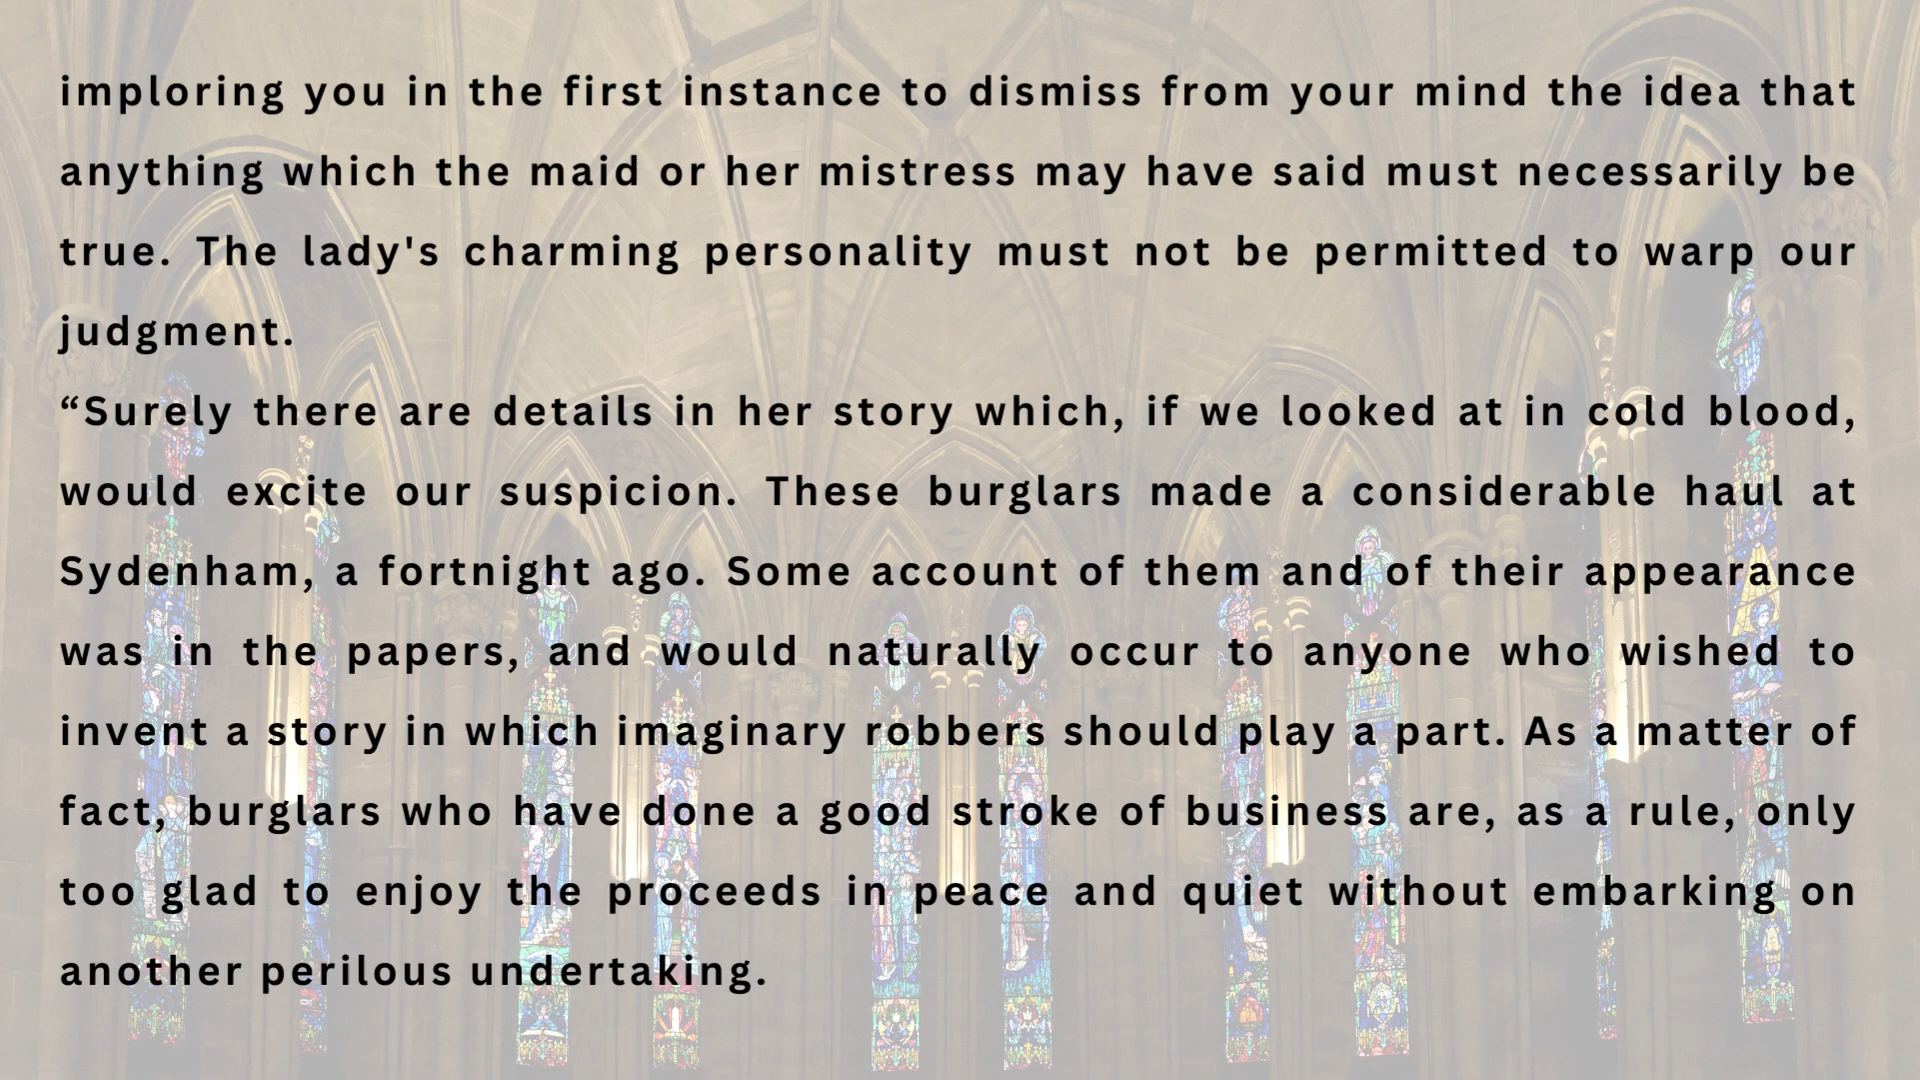 imploring you in the first instance to dismiss from your mind the idea that
anything which the maid or her mistress may have said must necessarily be
true. The lady's charming personality must not be permitted to warp our
judgment.
“Surely there are details in her story which, if we looked at in cold blood,
would excite our suspicion. These burglars made a considerable haul at
Sydenham, a fortnight ago. Some account of them and of their appearance
was in the papers, and would naturally occur to anyone who wished to
invent a story in which imaginary robbers should play a part. As a matter of
fact, burglars who have done a good stroke of business are, as a rule, only
too glad to enjoy the proceeds in peace and quiet without embarking on
another perilous undertaking.